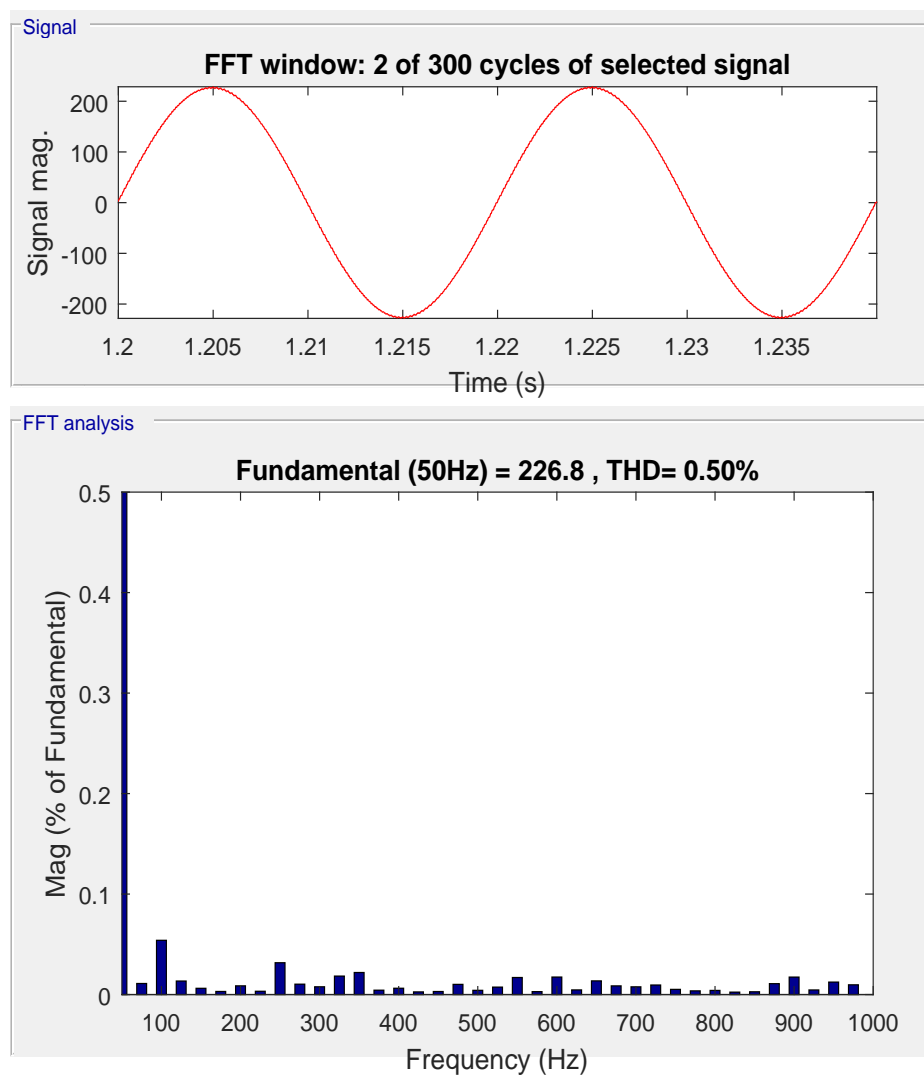 Signal
FFT window: 2 of 300 cycles of selected signal
200
100
0
-100
-200
Signal mag.
1.2 1.205 1.21 1.215 1.22 1.225 1.23 1.235
Time (s)
FFT analysis
Fundamental (50Hz) = 226.8 , THD= 0.50%
0.5
0.4
0.3
0.2
0.1
0
Mag (% of Fundamental)
100 200 300 400 500 600 700 800 900 1000
Frequency (Hz)